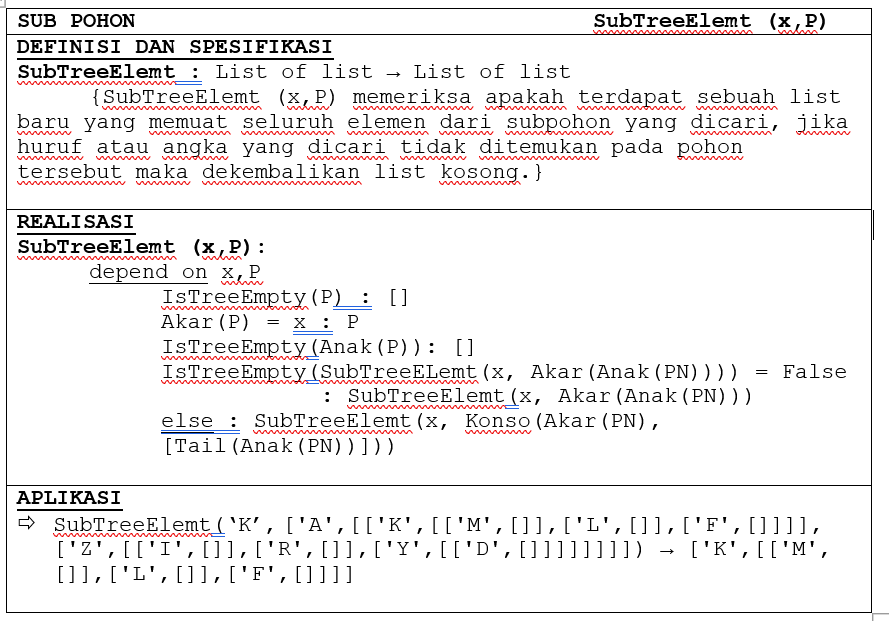 SUB POHON SubTreeElemt (x,P)
DEFINISI DAN SPESIFIKASI
SubTreeElemt : List of list → List of list
{SubTreeElemt (x,P) memeriksa apakah terdapat sebuah list
baru yang memuat seluruh elemen dari subpohon yang dicari, jika
huruf atau angka yang dicari tidak ditemukan pada pohon
tersebut maka dekembalikan list kosong.}
REALISASI
SubTreeElemt (x,P):
depend on x,P
IsTreeEmpty(P) : []
Akar(P) = x : P
IsTreeEmpty(Anak(P)): []
IsTreeEmpty(SubTreeELemt(x, Akar(Anak(PN)))) = False
: SubTreeElemt(x, Akar(Anak(PN)))
else : SubTreeElemt(x, Konso(Akar(PN),
[Tail(Anak(PN))]))
APLIKASI
⇨ SubTreeElemt(‘K’,['A',[['K',[['M',[]],['L',[]],['F',[]]]],
['Z',[['I',[]],['R',[]],['Y',[['D',[]]]]]]]]) → ['K',[['M',
[]],['L',[]],['F',[]]]]